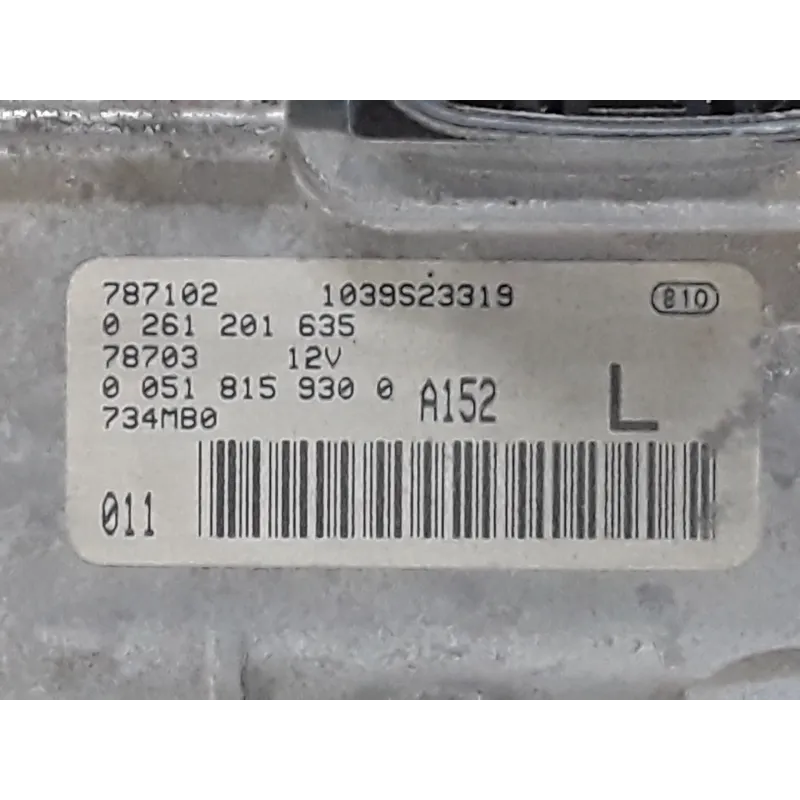 787102 1039S23319 810
0 261 201 635
78703 12V
0 051 815 930 0 A152 L
734MB0
011